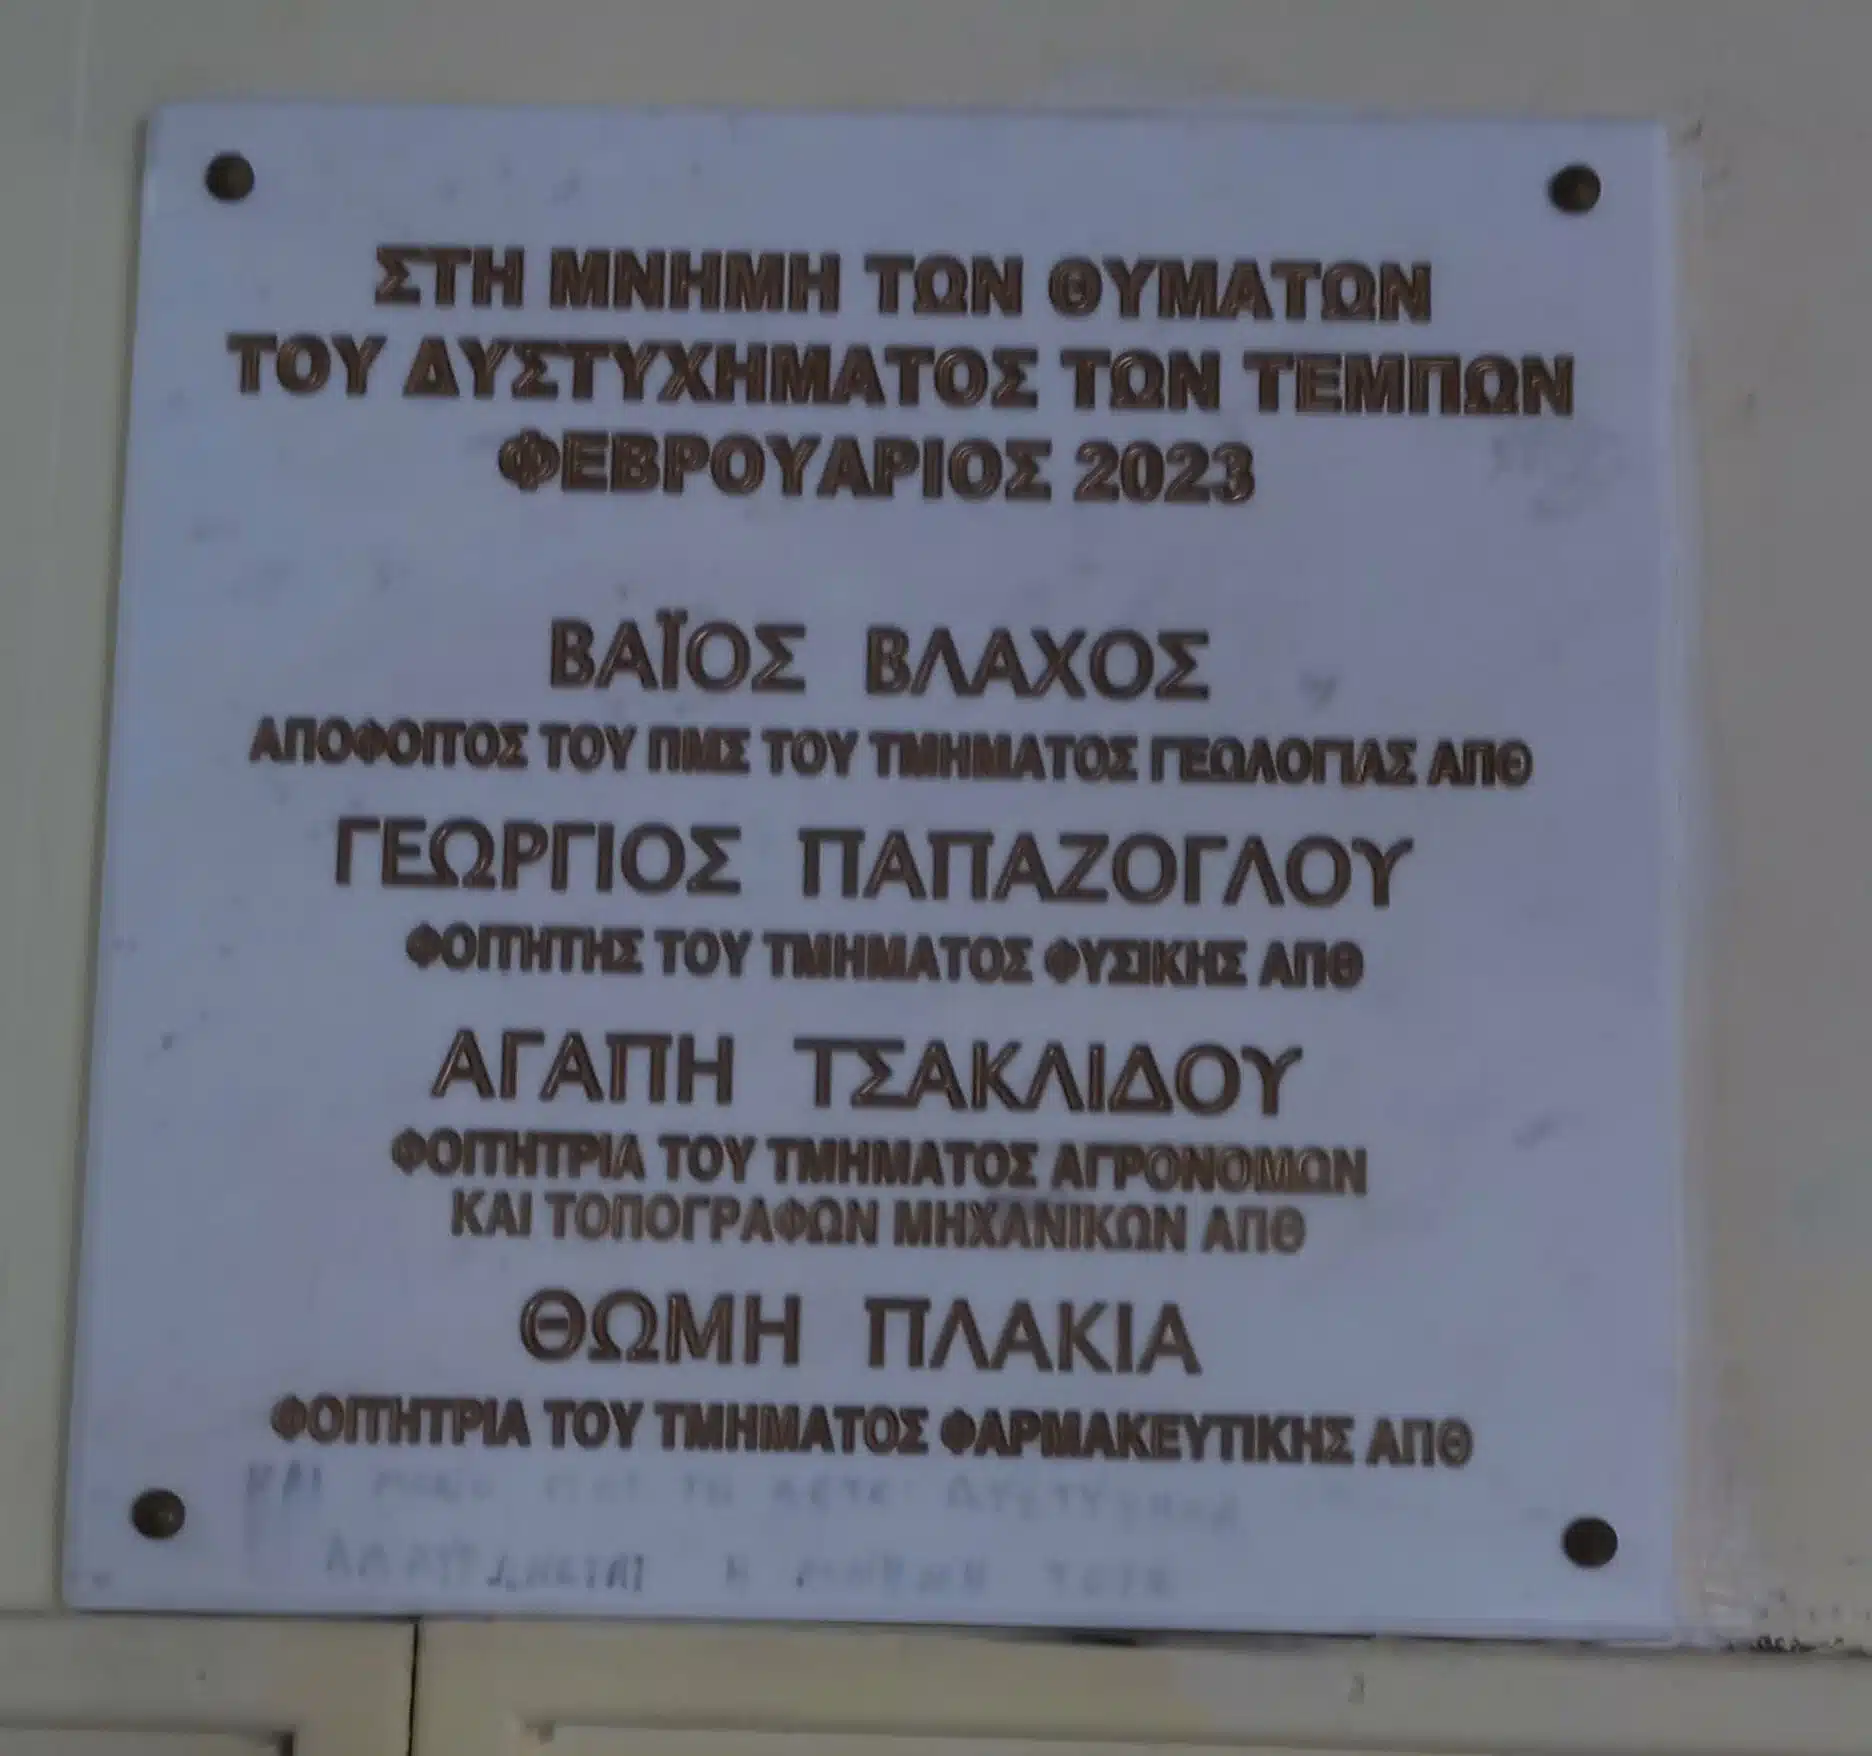 ΣΤΗ ΜΝΗΜΗ ΤΩΝ ΘΥΜΑΤΩΝ
ΤΟΥ ΔΥΣΤΥΧΗΜΑΤΟΣ ΤΩΝ ΤΕΜΠΩΝ
ΦΕΒΡΟΥΑΡΙΟΣ 2023
ΒΑΪΟΣ ΒΛΑΧΟΣ
ΑΠΟΦΟΙΤΟΣ ΤΟΥ ΠΜΣ ΤΟΥ ΤΜΗΜΑΤΟΣ ΓΕΩΛΟΓΙΑΣ ΑΠΘ
ΓΕΩΡΓΙΟΣ ΠΑΠΑΖΟΓΛΟΥ
ΦΟΙΤΗΤΗΣ ΤΟΥ ΤΜΗΜΑΤΟΣ ΦΥΣΙΚΗΣ ΑΠΘ
ΑΓΑΠΗ ΤΣΑΚΛΙΔΟΥ
ΦΟΙΤΗΤΡΙΑ ΤΟΥ ΤΜΗΜΑΤΟΣ ΑΓΡΟΝΟΜΩΝ
ΚΑΙ ΤΟΠΟΓΡΑΦΩΝ ΜΗΧΑΝΙΚΩΝ ΑΠΘ
ΘΩΜΗ ΠΛΑΚΙΑ
ΦΟΙΤΗΤΡΙΑ ΤΟΥ ΤΜΗΜΑΤΟΣ ΦΑΡΜΑΚΕΥΤΙΚΗΣ ΑΠΘ
ΚΑΙ